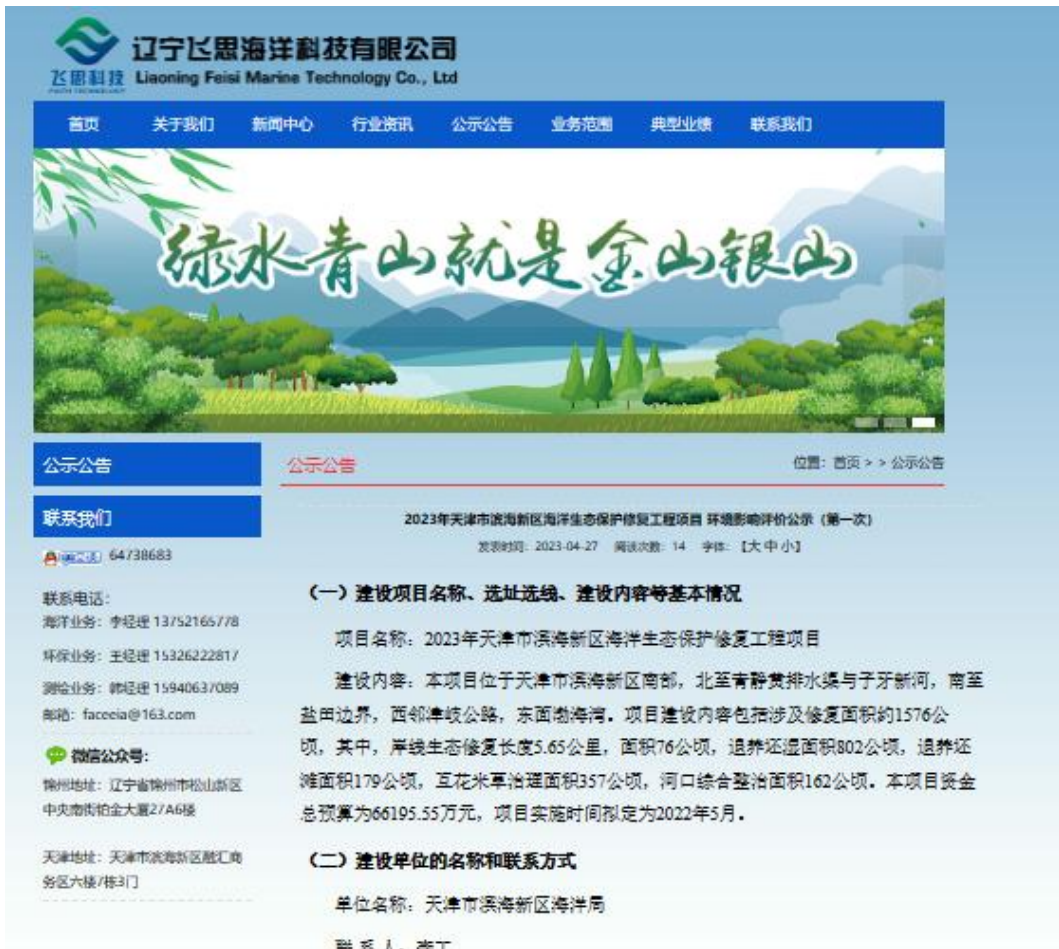 辽宁飞思海洋科技有限公司
飞思科技 Liaoning Feisi Marine Technology Co., Ltd
首页 关于我们 新闻中心 行业资讯 公示公告 业务范围 典型业绩 联系我们
绿水青山就是金山银山
公示公告
公示公告
位置：首页 > > 公示公告
联系我们
64738683
联系电话：
海洋业务：李经理 13752165778
环保业务：王经理 15326222817
测绘业务：韩经理 15940637089
邮箱：faceeia@163.com
微信公众号：
锦州地址：辽宁省锦州市松山新区
中央南街铂金大厦27A6楼
天津地址：天津市滨海新区融汇商
务区六楼7栋3门
2023年天津市滨海新区海洋生态保护修复工程项目 环境影响评价公示（第一次）
发表时间：2023-04-27 阅读次数：14 字体：【大 中 小】
（一）建设项目名称、选址选线、建设内容等基本情况
项目名称：2023年天津市滨海新区海洋生态保护修复工程项目
建设内容：本项目位于天津市滨海新区南部，北至青静黄排水渠与子牙新河，南至
盐田边界，西邻津岐公路，东面渤海湾。项目建设内容包括涉及修复面积约1576公
顷，其中，岸线生态修复长度5.65公里，面积76公顷，退养还湿面积802公顷，退养还
滩面积179公顷，互花米草治理面积357公顷，河口综合整治面积162公顷。本项目资金
总预算为66195.55万元，项目实施时间拟定为2022年5月。
（二）建设单位的名称和联系方式
单位名称：天津市滨海新区海洋局